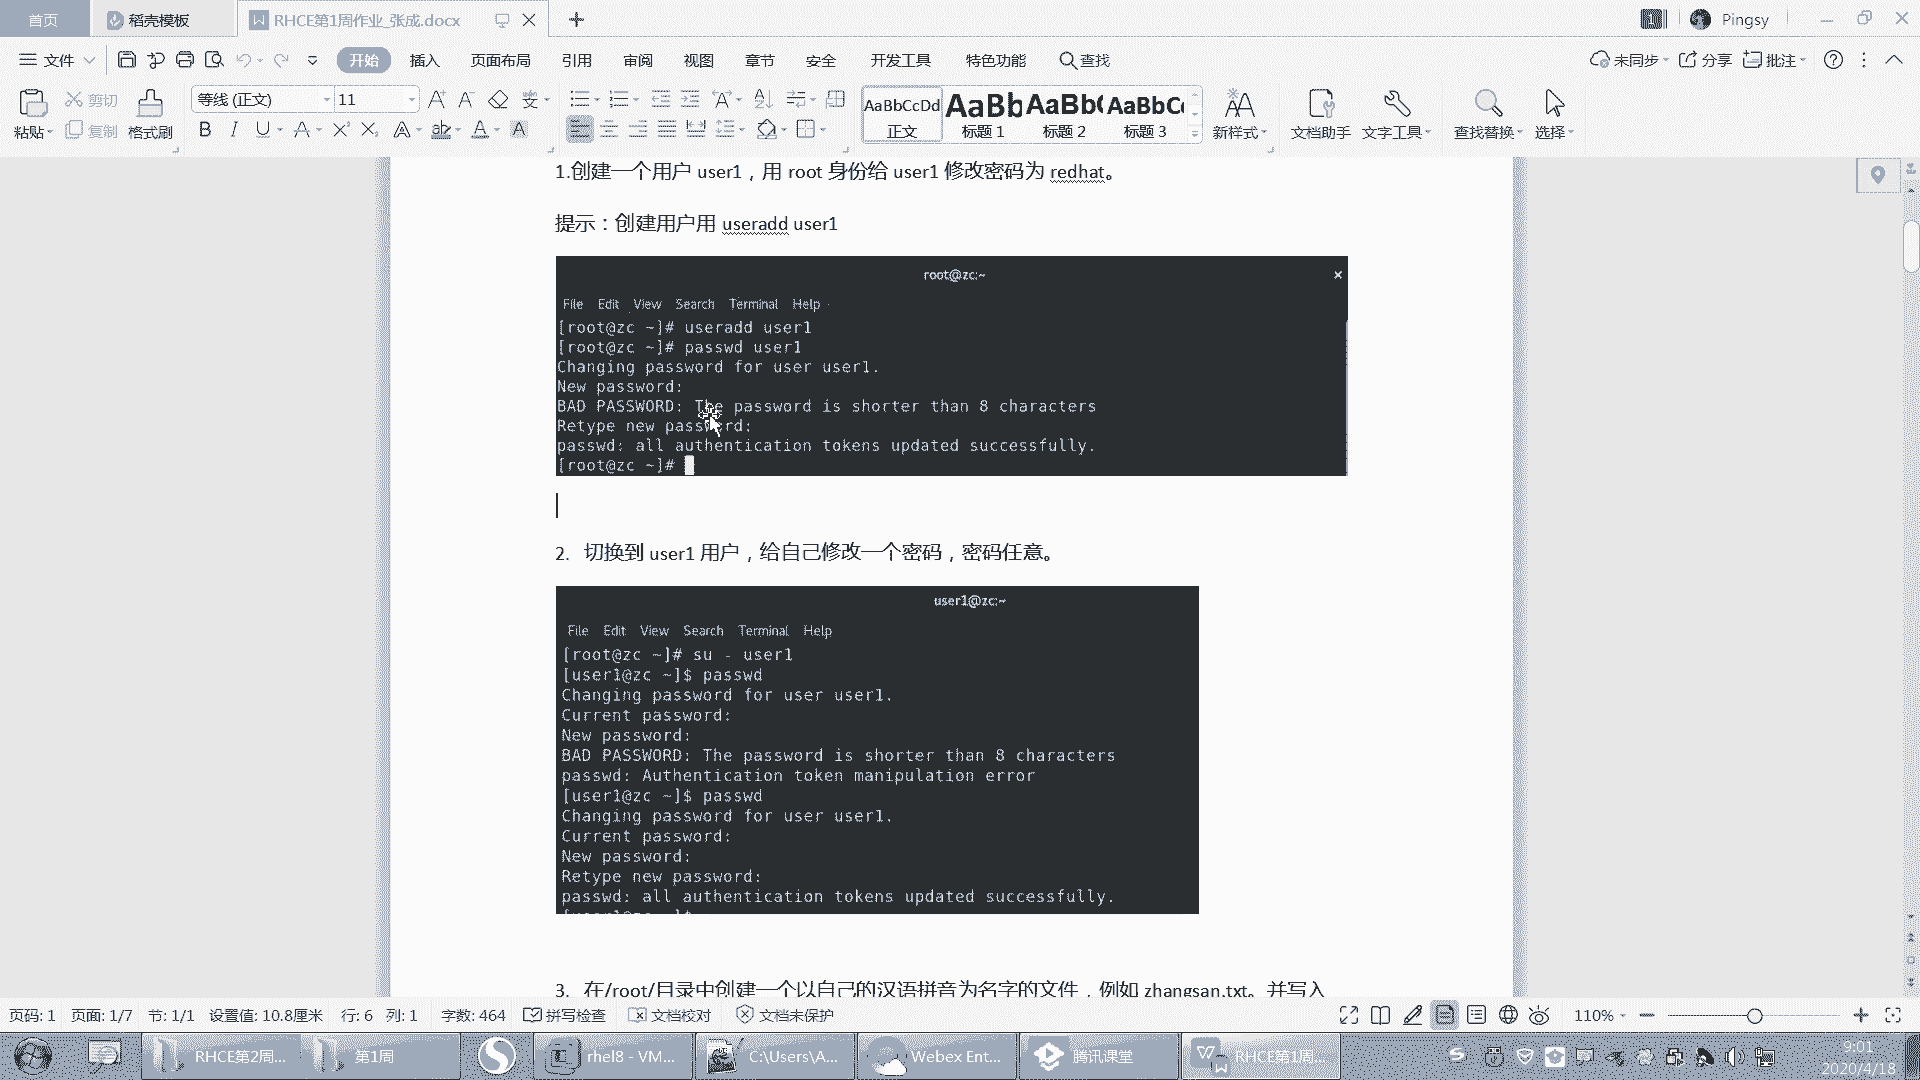 首页
稻壳模板
RHCE第1周作业_张成.docx
Pingsy
文件
开始 插入 页面布局 引用 审阅 视图 章节 安全 开发工具 特色功能 查找
未同步 分享 批注
粘贴 剪切 复制 格式刷
等线 (正文) 11
AaBbCcDd 正文
AaBb 标题 1
AaBb( 标题 2
AaBbC 标题 3
新样式 文档助手 文字工具 查找替换 选择
1.创建一个用户 user1，用 root 身份给 user1 修改密码为 redhat。
提示：创建用户用 useradd user1
root@zc:~
File Edit View Search Terminal Help
[root@zc ~]# useradd user1
[root@zc ~]# passwd user1
Changing password for user user1.
New password:
BAD PASSWORD: The password is shorter than 8 characters
Retype new password:
passwd: all authentication tokens updated successfully.
[root@zc ~]#
2. 切换到 user1 用户，给自己修改一个密码，密码任意。
user1@zc:~
File Edit View Search Terminal Help
[root@zc ~]# su - user1
[user1@zc ~]$ passwd
Changing password for user user1.
Current password:
New password:
BAD PASSWORD: The password is shorter than 8 characters
passwd: Authentication token manipulation error
[user1@zc ~]$ passwd
Changing password for user user1.
Current password:
New password:
Retype new password:
passwd: all authentication tokens updated successfully.
3. 在/root/目录中创建一个以自己的汉语拼音为名字的文件，例如 zhangsan.txt。并写入
页码: 1 页面: 1/7 节: 1/1 设置值: 10.8厘米 行: 6 列: 1 字数: 464 拼写检查 文档校对 文档未保护 110%
RHCE第2周... 第1周 rhel8 - VM... C:\Users\A... Webex Ent... 腾讯课堂 RHCE第1周...
9:01
2020/4/18